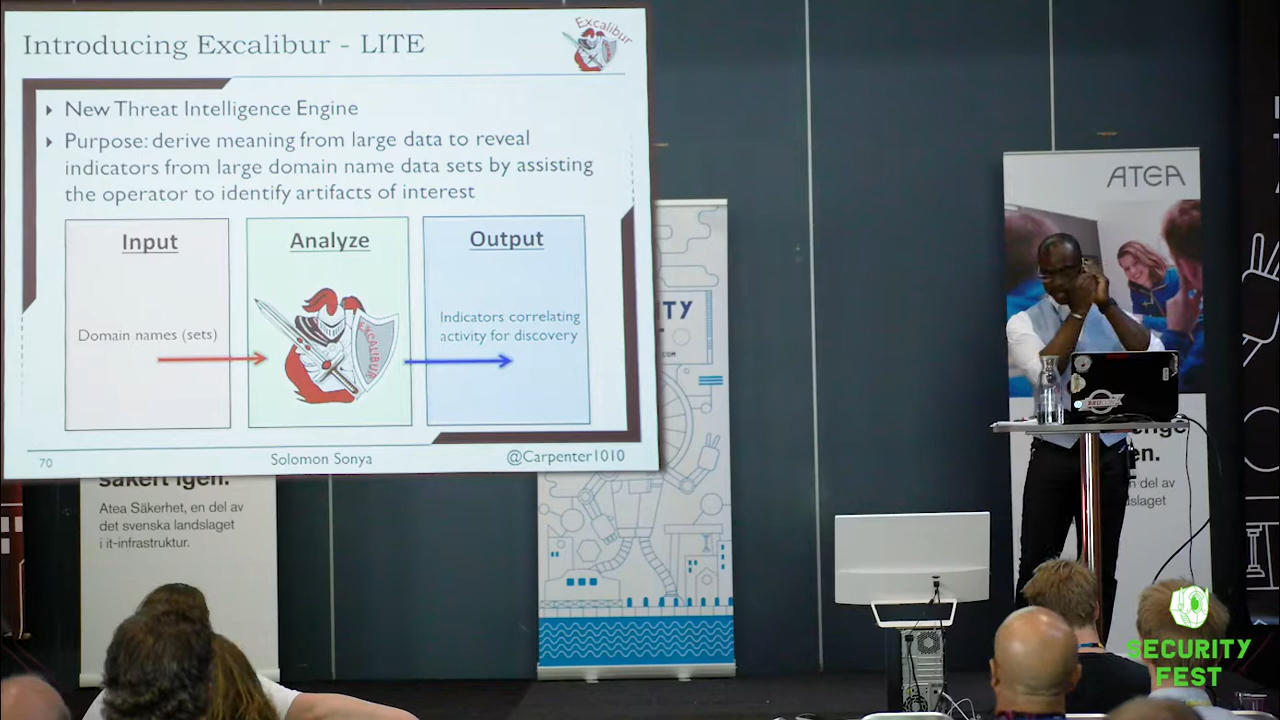 Introducing Excalibur - LITE
Excalibur
New Threat Intelligence Engine
Purpose: derive meaning from large data to reveal
indicators from large domain name data sets by assisting
the operator to identify artifacts of interest
Input
Domain names (sets)
Analyze
EXCALIBUR
Output
Indicators correlating
activity for discovery
70
Solomon Sonya
@Carpenter1010
säkert igen.
Atea Säkerhet, en del av
det svenska landslaget
i it-infrastruktur.
ATEA
en.
n del av
slaget
SECURITY
FEST